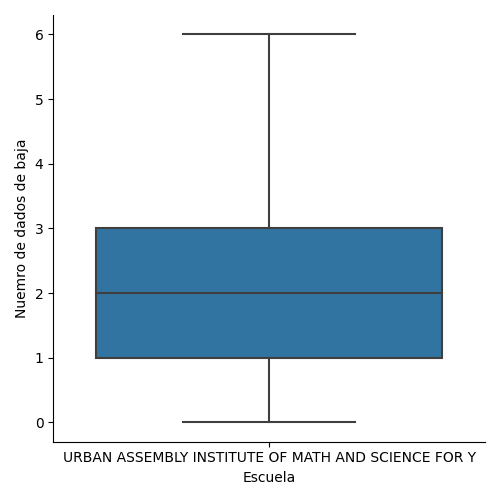 6
5
4
3
2
1
0
Nuemro de dados de baja
URBAN ASSEMBLY INSTITUTE OF MATH AND SCIENCE FOR Y
Escuela